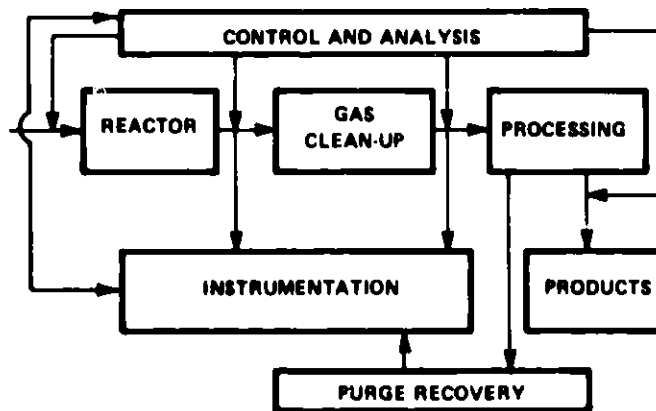 CONTROL AND ANALYSIS
REACTOR
GAS
CLEAN-UP
PROCESSING
INSTRUMENTATION
PRODUCTS
PURGE RECOVERY